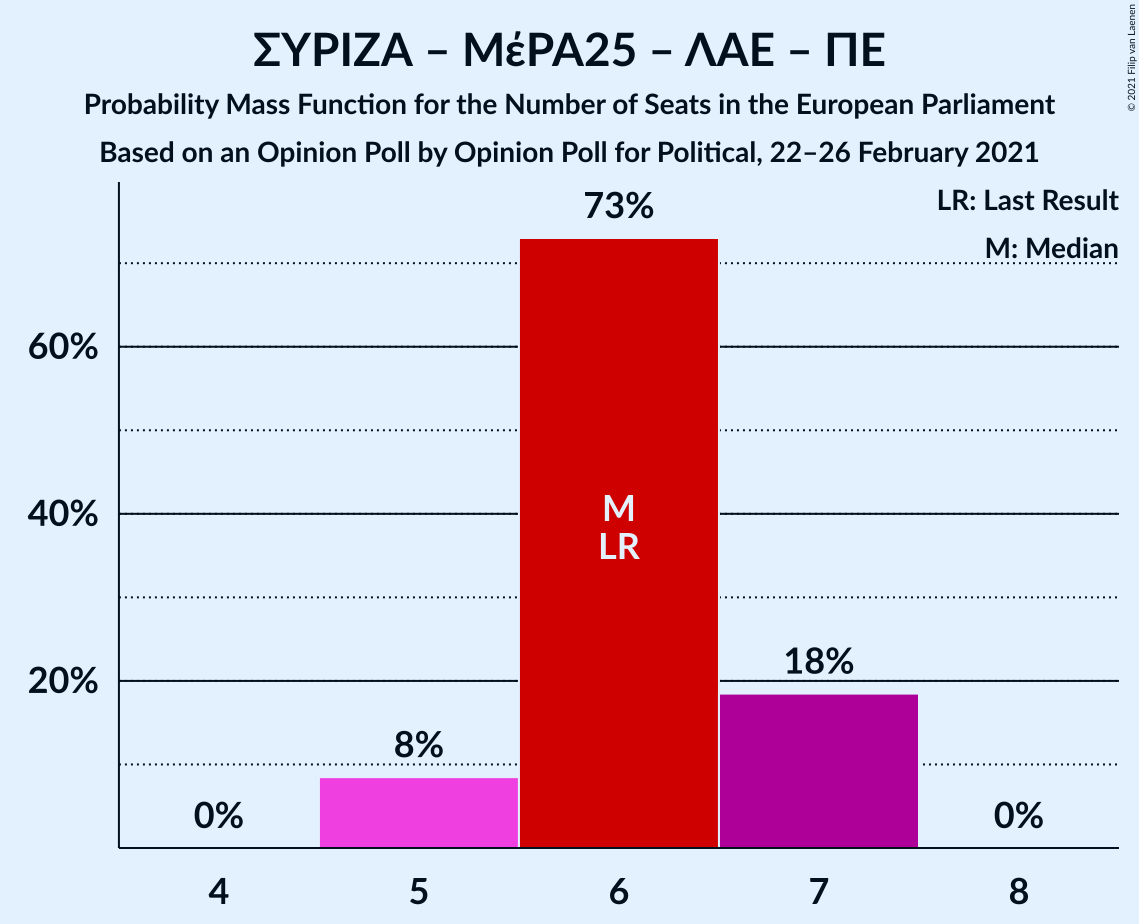 ΣΥΡΙΖΑ – ΜέΡΑ25 – ΛΑΕ – ΠΕ
Probability Mass Function for the Number of Seats in the European Parliament
Based on an Opinion Poll by Opinion Poll for Political, 22–26 February 2021
© 2021 Filip van Laenen
LR: Last Result
M: Median
73%
60%
40%
20%
M
LR
18%
8%
0%
0%
4 5 6 7 8